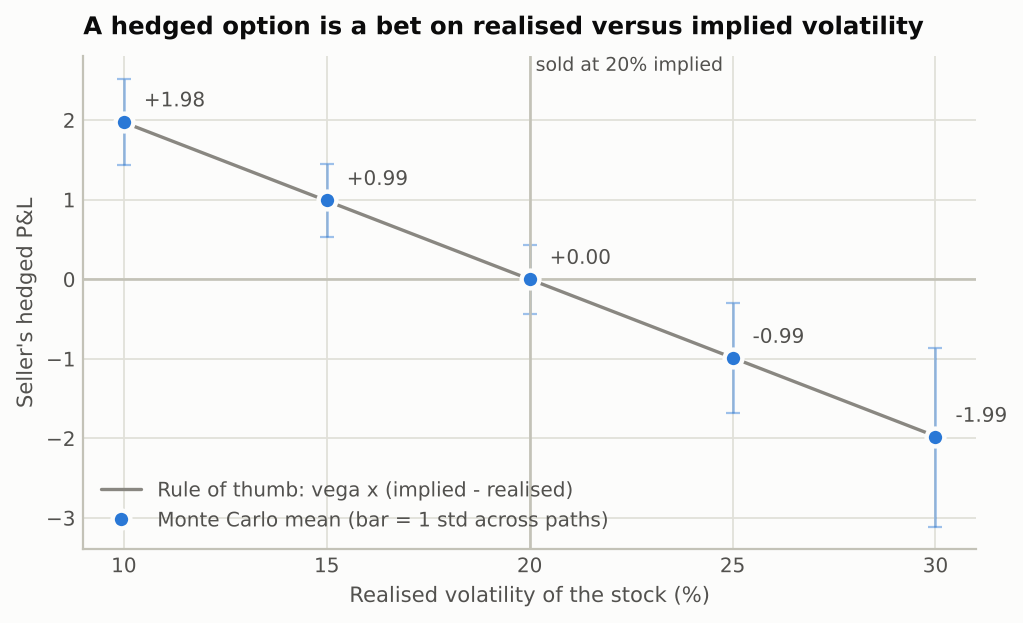 A hedged option is a bet on realised versus implied volatility
sold at 20% implied
+1.98
+0.99
+0.00
-0.99
-1.99
Seller's hedged P&L
2
1
0
−1
−2
−3
Rule of thumb: vega x (implied - realised)
Monte Carlo mean (bar = 1 std across paths)
10 15 20 25 30
Realised volatility of the stock (%)